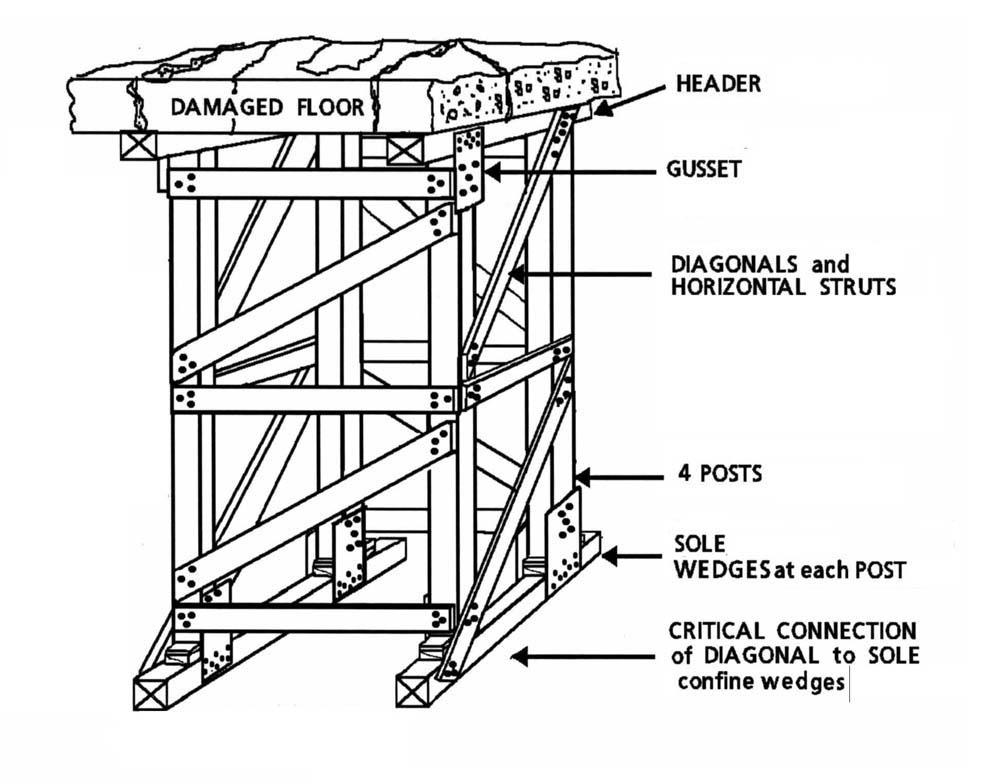 DAMAGED FLOOR
HEADER
GUSSET
DIAGONALS and
HORIZONTAL STRUTS
4 POSTS
SOLE
WEDGES at each POST
CRITICAL CONNECTION
of DIAGONAL to SOLE
confine wedges